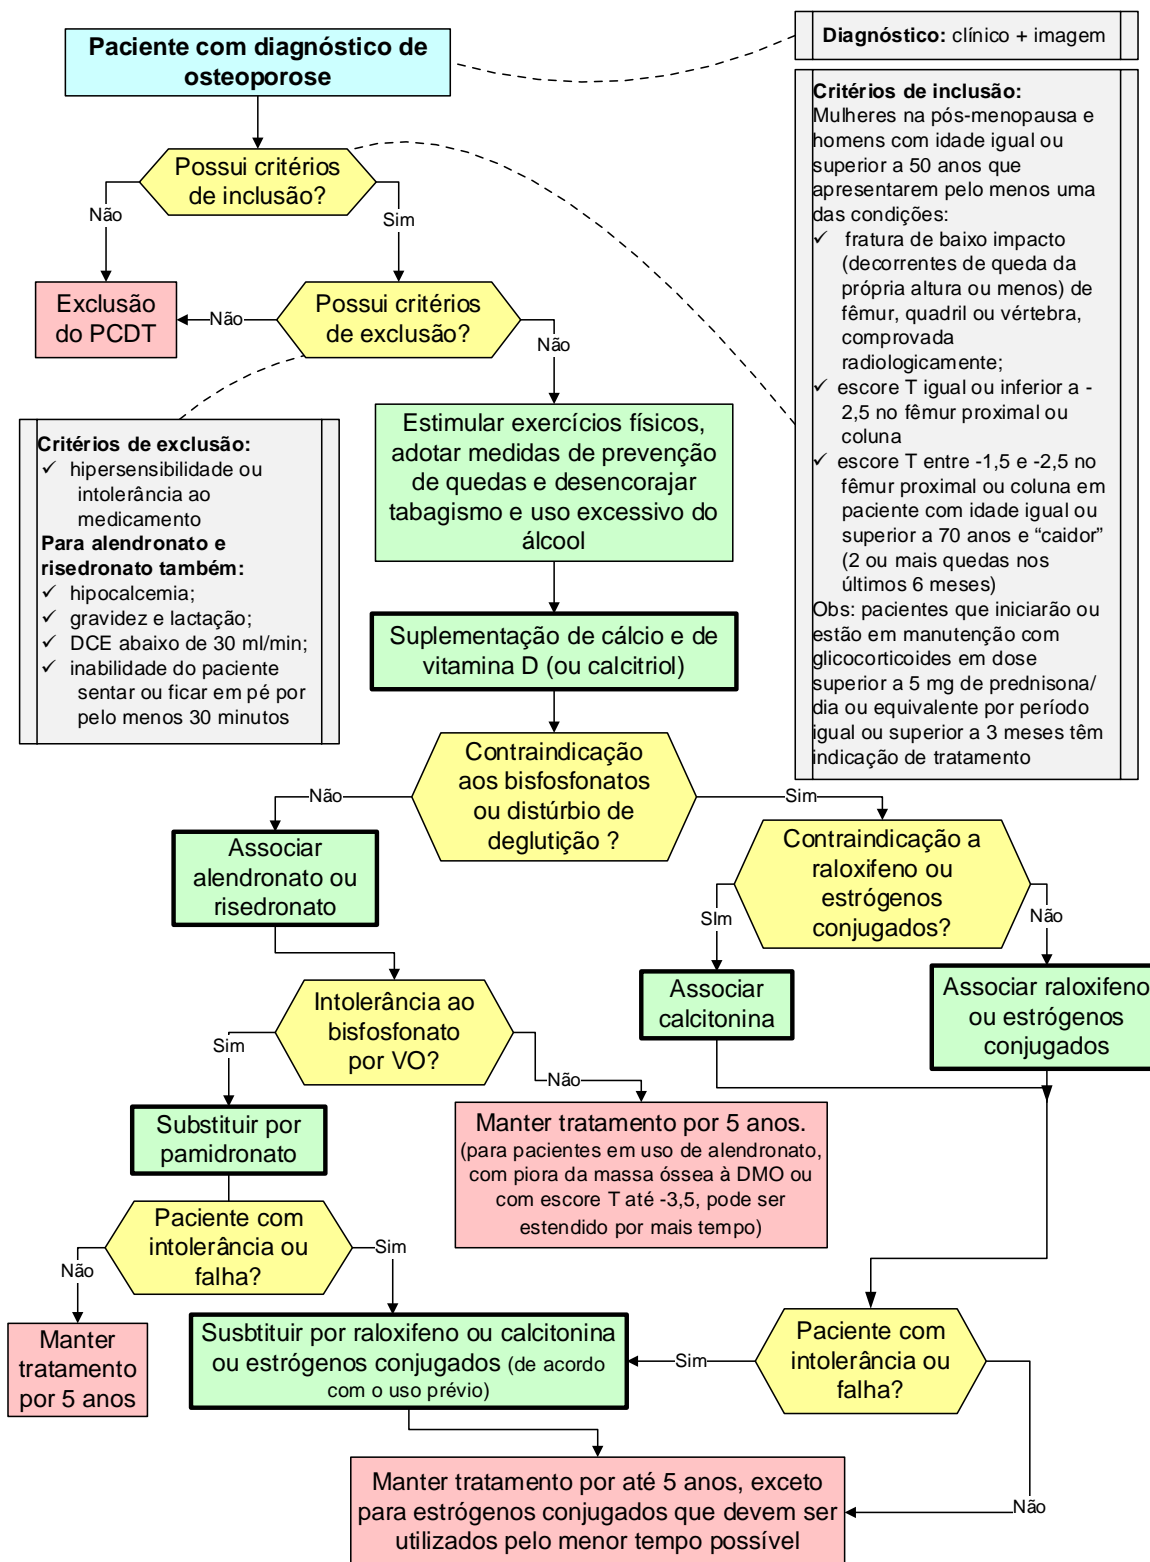 Paciente com diagnóstico de
osteoporose
Diagnóstico: clínico + imagem
Critérios de inclusão:
Mulheres na pós-menopausa e
homens com idade igual ou
superior a 50 anos que
apresentarem pelo menos uma
das condições:
✓ fratura de baixo impacto
(decorrentes de queda da
própria altura ou menos) de
fêmur, quadril ou vértebra,
comprovada
radiologicamente;
✓ escore T igual ou inferior a -
2,5 no fêmur proximal ou
coluna
✓ escore T entre -1,5 e -2,5 no
fêmur proximal ou coluna em
paciente com idade igual ou
superior a 70 anos e “caidor”
(2 ou mais quedas nos
últimos 6 meses)
Obs: pacientes que iniciarão ou
estão em manutenção com
glicocorticoides em dose
superior a 5 mg de prednisona/
dia ou equivalente por período
igual ou superior a 3 meses têm
indicação de tratamento
Possui critérios
de inclusão?
Não
Sim
Exclusão
do PCDT
Não
Possui critérios
de exclusão?
Não
Critérios de exclusão:
✓ hipersensibilidade ou
intolerância ao
medicamento
Para alendronato e
risedronato também:
✓ hipocalcemia;
✓ gravidez e lactação;
✓ DCE abaixo de 30 ml/min;
✓ inabilidade do paciente
sentar ou ficar em pé por
pelo menos 30 minutos
Estimular exercícios físicos,
adotar medidas de prevenção
de quedas e desencorajar
tabagismo e uso excessivo do
álcool
Suplementação de cálcio e de
vitamina D (ou calcitriol)
Contraindicação
aos bisfosfonatos
ou distúrbio de
deglutição ?
Não
Sim
Associar
alendronato ou
risedronato
Contraindicação a
raloxifeno ou
estrógenos
conjugados?
SIm
Não
Associar
calcitonina
Associar raloxifeno
ou estrógenos
conjugados
Intolerância ao
bisfosfonato
por VO?
Sim
Não
Substituir por
pamidronato
Manter tratamento por 5 anos.
(para pacientes em uso de alendronato,
com piora da massa óssea à DMO ou
com escore T até -3,5, pode ser
estendido por mais tempo)
Paciente com
intolerância ou
falha?
Não
Sim
Manter
tratamento
por 5 anos
Susbtituir por raloxifeno ou calcitonina
ou estrógenos conjugados (de acordo
com o uso prévio)
Sim
Paciente com
intolerância ou
falha?
Não
Manter tratamento por até 5 anos, exceto
para estrógenos conjugados que devem ser
utilizados pelo menor tempo possível